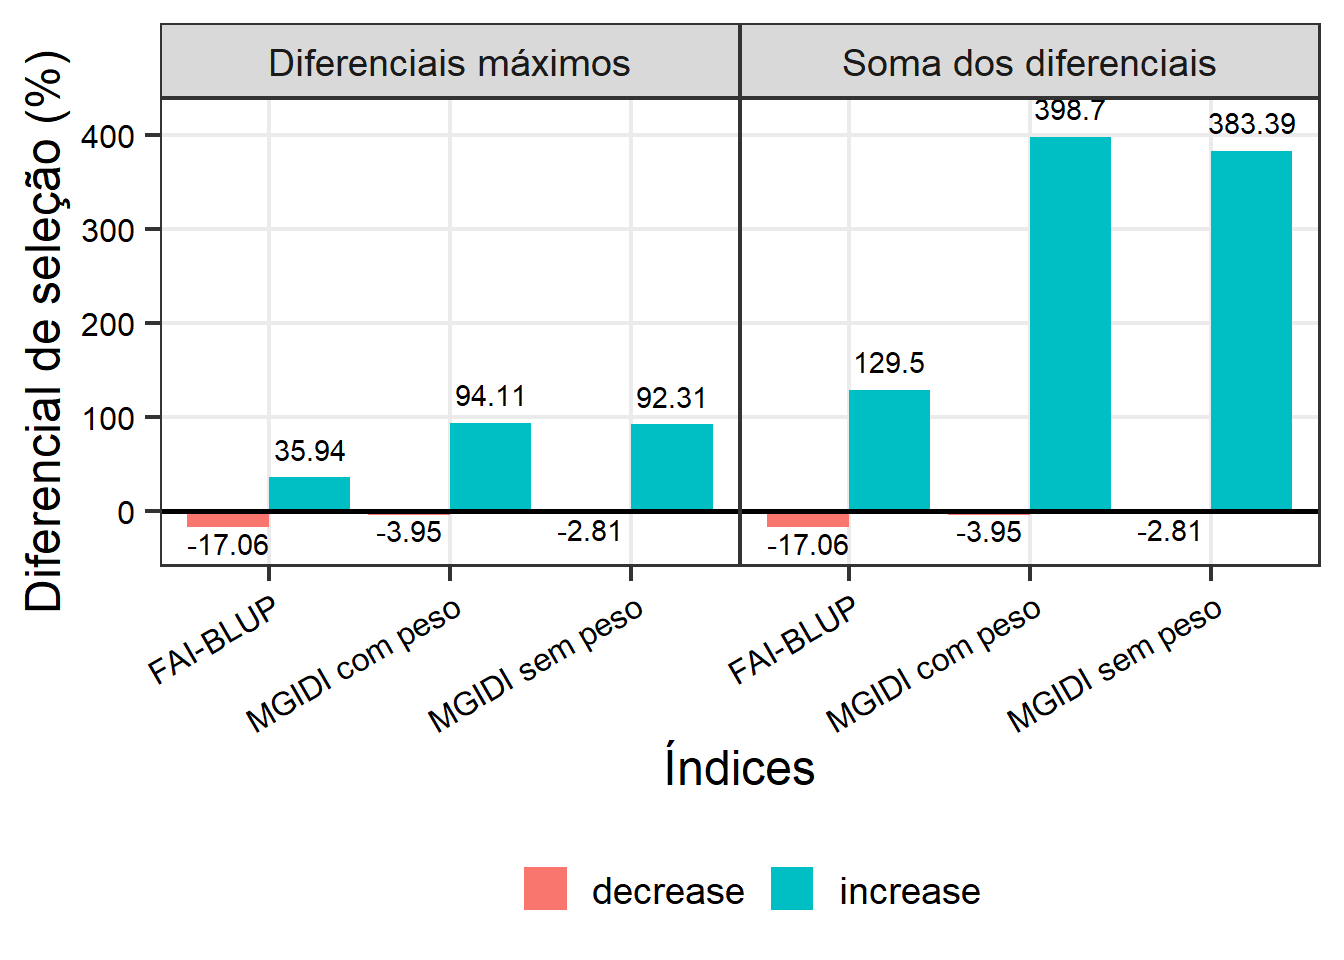 Diferenciais máximos
Soma dos diferenciais
Diferencial de seleção (%)
400
300
200
100
0
35.94
94.11
92.31
-17.06
-3.95
-2.81
129.5
398.7
383.39
-17.06
-3.95
-2.81
FAI-BLUP
MGIDI com peso
MGIDI sem peso
FAI-BLUP
MGIDI com peso
MGIDI sem peso
Índices
decrease
increase